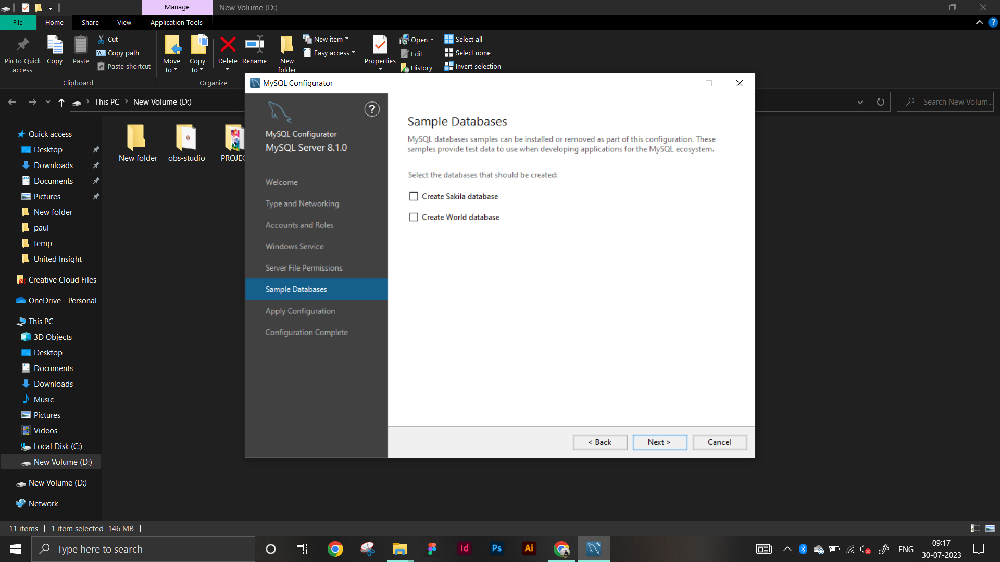 Manage
New Volume (D:)
File
Home
Share
View
Application Tools
Pin to Quick
access
Copy
Paste
Cut
Copy path
Paste shortcut
Clipboard
Move
to
Copy
to
Delete
Rename
Organize
New
folder
New item
Easy access
Properties
Open
Edit
History
Select all
Select none
Invert selection
This PC
New Volume (D:)
Search New Volum...
Quick access
Desktop
Downloads
Documents
Pictures
New folder
paul
temp
United Insight
Creative Cloud Files
OneDrive - Personal
This PC
3D Objects
Desktop
Documents
Downloads
Music
Pictures
Videos
Local Disk (C:)
New Volume (D:)
New Volume (D:)
Network
New folder
obs-studio
PROJEC
MySQL Configurator
?
MySQL Configurator
MySQL Server 8.1.0
Welcome
Type and Networking
Accounts and Roles
Windows Service
Server File Permissions
Sample Databases
Apply Configuration
Configuration Complete
Sample Databases
MySQL databases samples can be installed or removed as part of this configuration. These
samples provide test data to use when developing applications for the MySQL ecosystem.
Select the databases that should be created:
Create Sakila database
Create World database
< Back
Next >
Cancel
11 items
1 item selected 146 MB
Type here to search
Id
Ps
Ai
ENG
09:17
30-07-2023